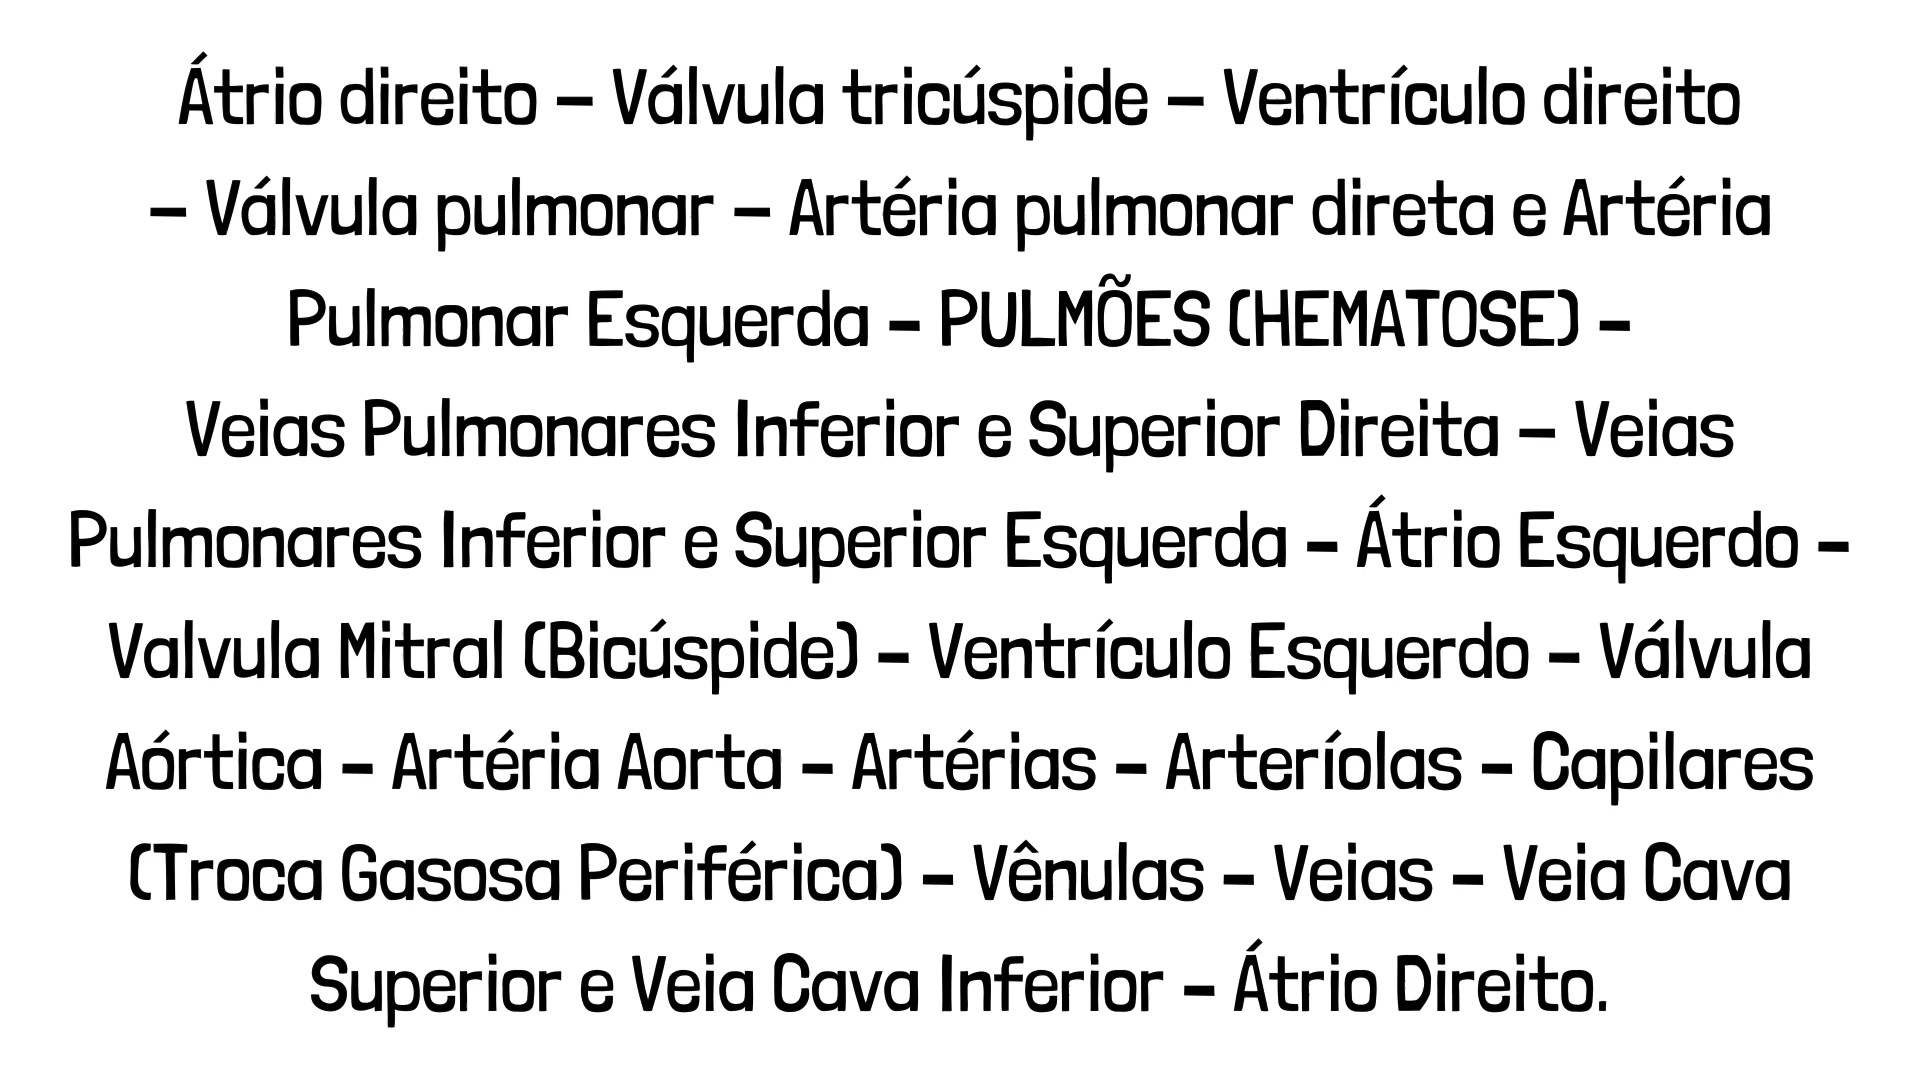 Átrio direito – Válvula tricúspide – Ventrículo direito
– Válvula pulmonar – Artéria pulmonar direta e Artéria
Pulmonar Esquerda – PULMÕES (HEMATOSE) –
Veias Pulmonares Inferior e Superior Direita – Veias
Pulmonares Inferior e Superior Esquerda – Átrio Esquerdo –
Valvula Mitral (Bicúspide) – Ventrículo Esquerdo – Válvula
Aórtica – Artéria Aorta – Artérias – Arteríolas – Capilares
(Troca Gasosa Periférica) – Vênulas – Veias – Veia Cava
Superior e Veia Cava Inferior – Átrio Direito.